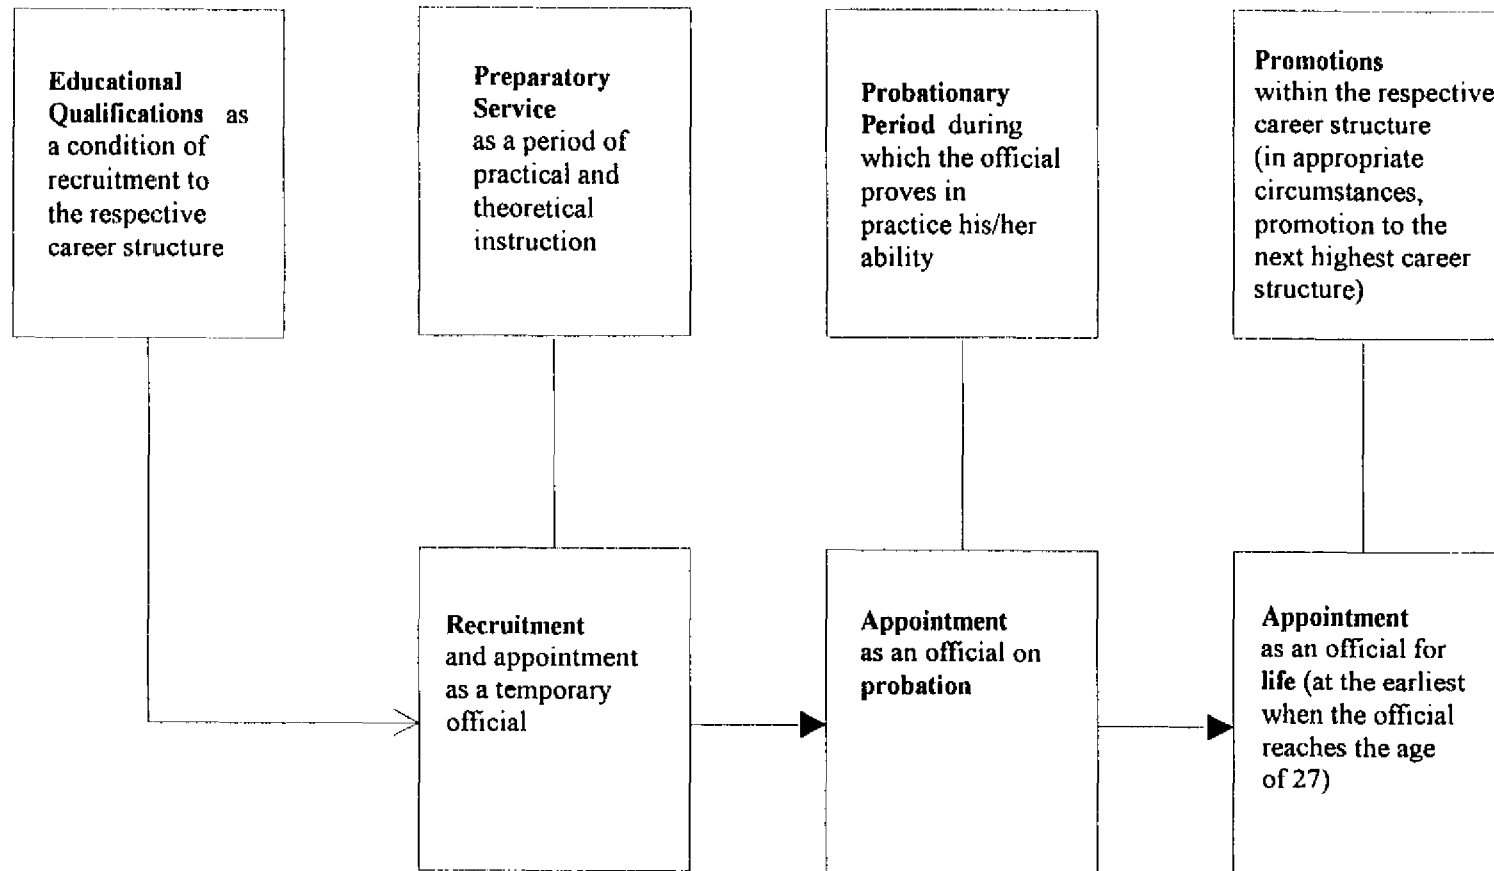 Educational
Qualifications as
a condition of
recruitment to
the respective
career structure
Preparatory
Service
as a period of
practical and
theoretical
instruction
Probationary
Period during
which the official
proves in
practice his/her
ability
Promotions
within the respective
career structure
(in appropriate
circumstances,
promotion to the
next highest career
structure)
Recruitment
and appointment
as a temporary
official
Appointment
as an official on
probation
Appointment
as an official for
life (at the earliest
when the official
reaches the age
of 27)